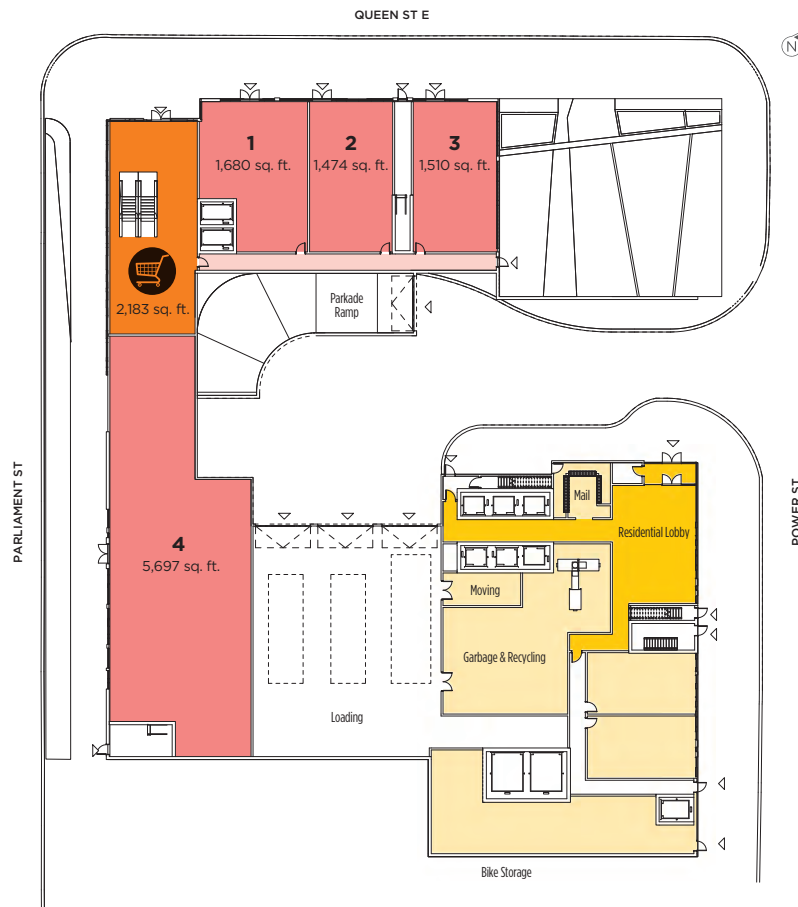 QUEEN ST E
N
1
1,680 sq. ft.
2
1,474 sq. ft.
3
1,510 sq. ft.
2,183 sq. ft.
Parkade
Ramp
PARLIAMENT ST
POWER ST
4
5,697 sq. ft.
Mail
Residential Lobby
Moving
Garbage & Recycling
Loading
Bike Storage